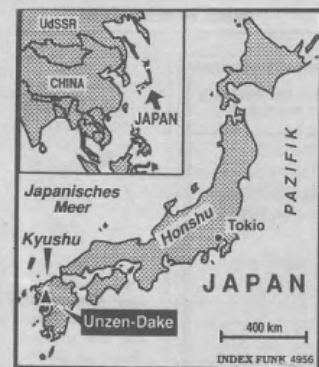 UdSSR
CHINA
JAPAN
Japanisches
Meer
PAZIFIK
Kyushu
Honshu
Tokio
JAPAN
Unzen-Dake
400 km
INDEX FUNK 4956